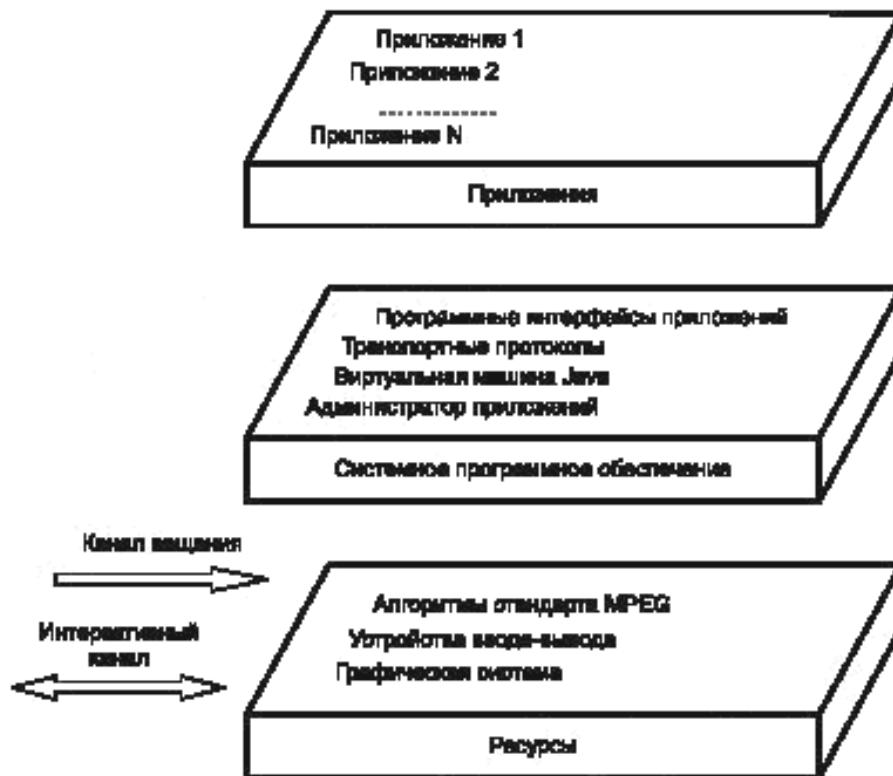 Приложение 1
Приложение 2
..............
Приложение N
Приложения
Программные интерфейсы приложений
Транспортные протоколы
Виртуальная машина Java
Администратор приложений
Системное программное обеспечение
Канал вещания
Интерактивный
канал
Алгоритмы стандарта MPEG
Устройства ввода-вывода
Графическая система
Ресурсы